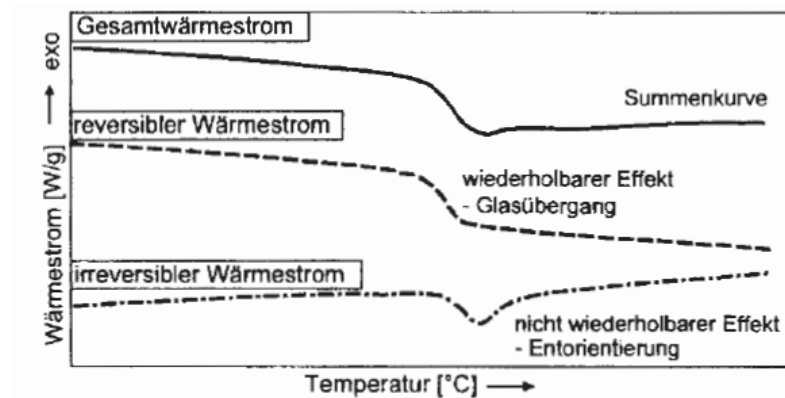 Gesamtwärmestrom
Summenkurve
reversibler Wärmestrom
wiederholbarer Effekt
- Glasübergang
irreversibler Wärmestrom
nicht wiederholbarer Effekt
- Entorientierung
Wärmestrom [W/g] → exo
Temperatur [°C] →